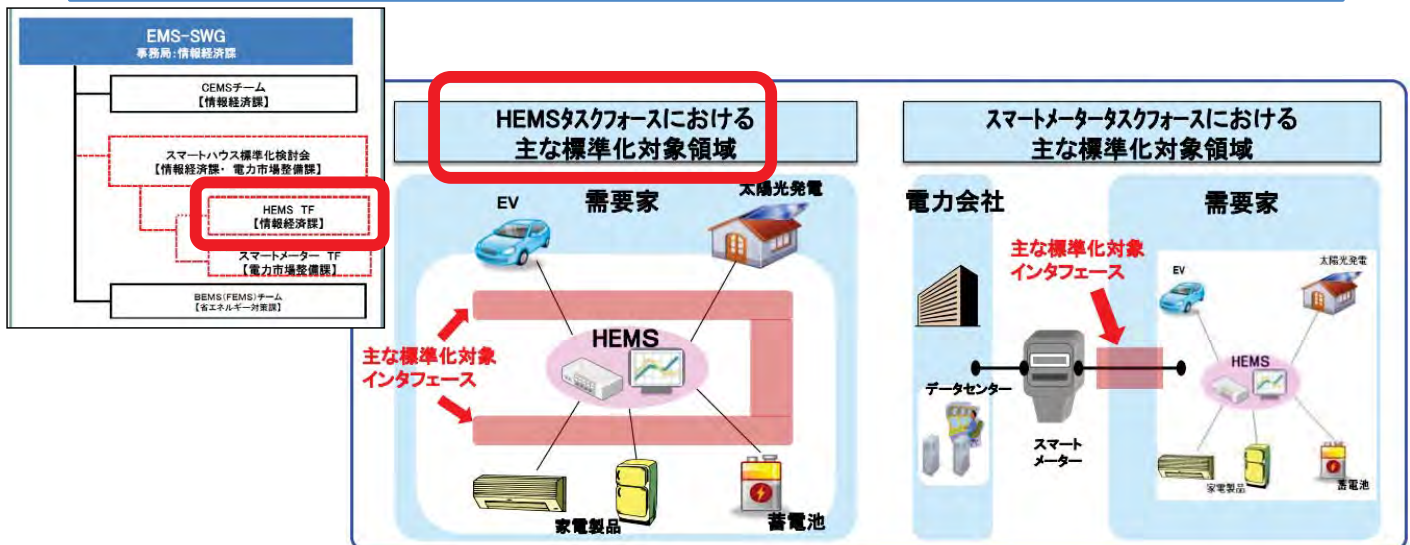 EMS-SWG
事務局:情報経済課
CEMSチーム
【情報経済課】
スマートハウス標準化検討会
【情報経済課・ 電力市場整備課】
HEMS TF
【情報経済課】
スマートメーター TF
【電力市場整備課】
BEMS(FEMS)チーム
【省エネルギー対策課】
HEMSタスクフォースにおける
主な標準化対象領域
EV
需要家
太陽光発電
HEMS
主な標準化対象
インタフェース
家電製品
蓄電池
スマートメータータスクフォースにおける
主な標準化対象領域
電力会社
需要家
主な標準化対象
インタフェース
EV
太陽光発電
HEMS
データセンター
スマート
メーター
家電製品
蓄電池